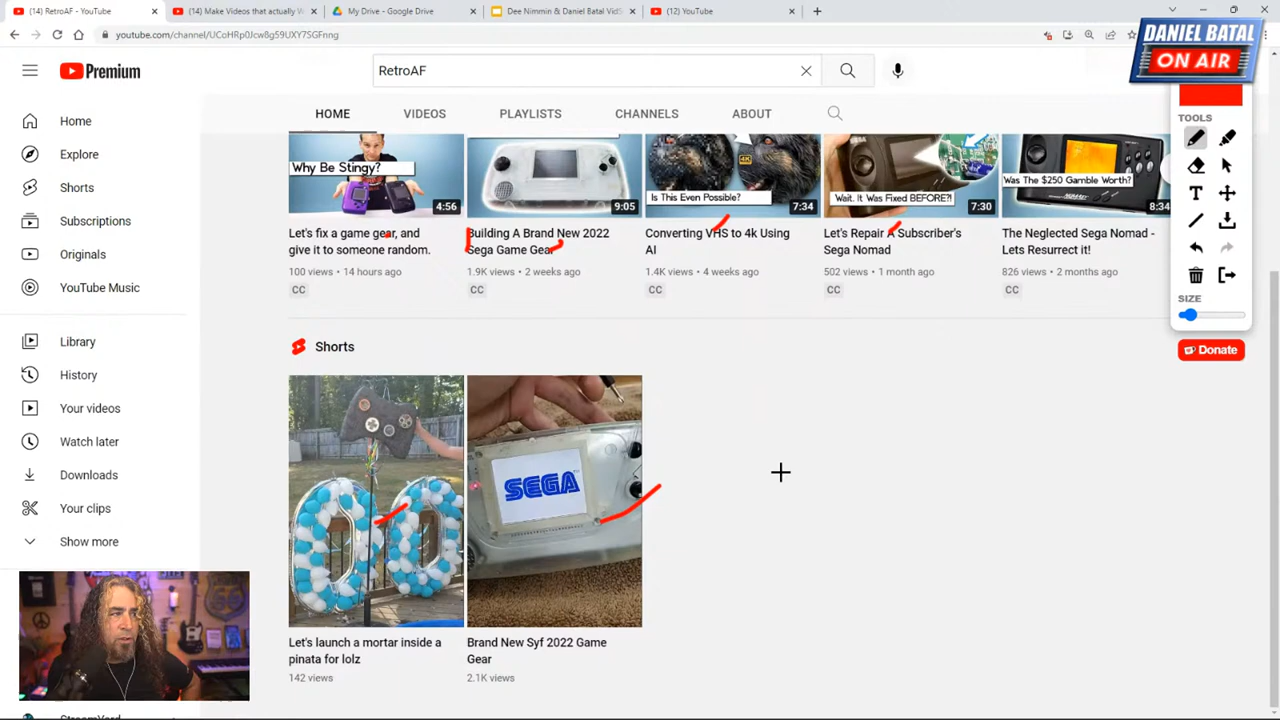 (14) RetroAF - YouTube
(14) Make Videos that actually W
My Drive - Google Drive
Dee Nimmin & Daniel Batal VidS
(12) YouTube
youtube.com/channel/UCoHRp0Jcw8g59UXY7SGFnng
DANIEL BATAL
ON AIR
Premium
RetroAF
HOME
VIDEOS
PLAYLISTS
CHANNELS
ABOUT
TOOLS
T
SIZE
Donate
Home
Explore
Shorts
Subscriptions
Originals
YouTube Music
Library
History
Your videos
Watch later
Downloads
Your clips
Show more
Why Be Stingy?
4:56
Let's fix a game gear, and
give it to someone random.
100 views • 14 hours ago
CC
9:05
Building A Brand New 2022
Sega Game Gear
1.9K views • 2 weeks ago
CC
4K
Is This Even Possible?
7:34
Converting VHS to 4k Using
AI
1.4K views • 4 weeks ago
CC
Wait. It Was Fixed BEFORE?!
7:30
Let's Repair A Subscriber's
Sega Nomad
502 views • 1 month ago
CC
Was The $250 Gamble Worth?
8:34
The Neglected Sega Nomad -
Lets Resurrect it!
826 views • 2 months ago
CC
Shorts
SEGA
Let's launch a mortar inside a
pinata for lolz
142 views
Brand New Syf 2022 Game
Gear
2.1K views